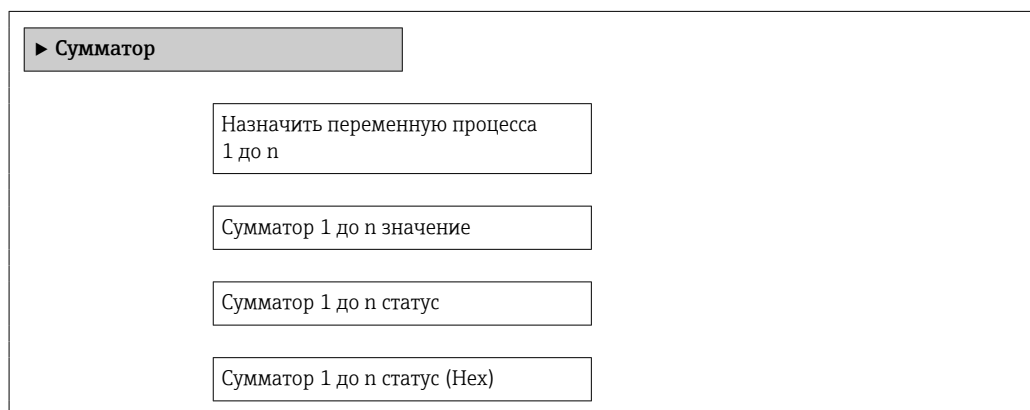 ► Сумматор
Назначить переменную процесса
1 до n
Сумматор 1 до n значение
Сумматор 1 до n статус
Сумматор 1 до n статус (Hex)